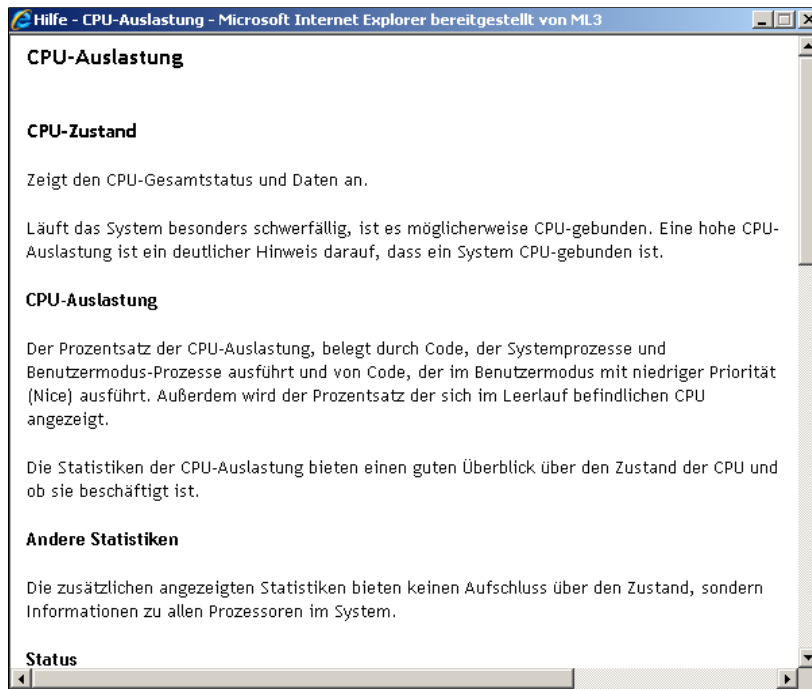 Hilfe - CPU-Auslastung - Microsoft Internet Explorer bereitgestellt von ML3
CPU-Auslastung
CPU-Zustand
Zeigt den CPU-Gesamtstatus und Daten an.
Läuft das System besonders schwerfällig, ist es möglicherweise CPU-gebunden. Eine hohe CPU-
Auslastung ist ein deutlicher Hinweis darauf, dass ein System CPU-gebunden ist.
CPU-Auslastung
Der Prozentsatz der CPU-Auslastung, belegt durch Code, der Systemprozesse und
Benutzermodus-Prozesse ausführt und von Code, der im Benutzermodus mit niedriger Priorität
(Nice) ausführt. Außerdem wird der Prozentsatz der sich im Leerlauf befindlichen CPU
angezeigt.
Die Statistiken der CPU-Auslastung bieten einen guten Überblick über den Zustand der CPU und
ob sie beschäftigt ist.
Andere Statistiken
Die zusätzlichen angezeigten Statistiken bieten keinen Aufschluss über den Zustand, sondern
Informationen zu allen Prozessoren im System.
Status